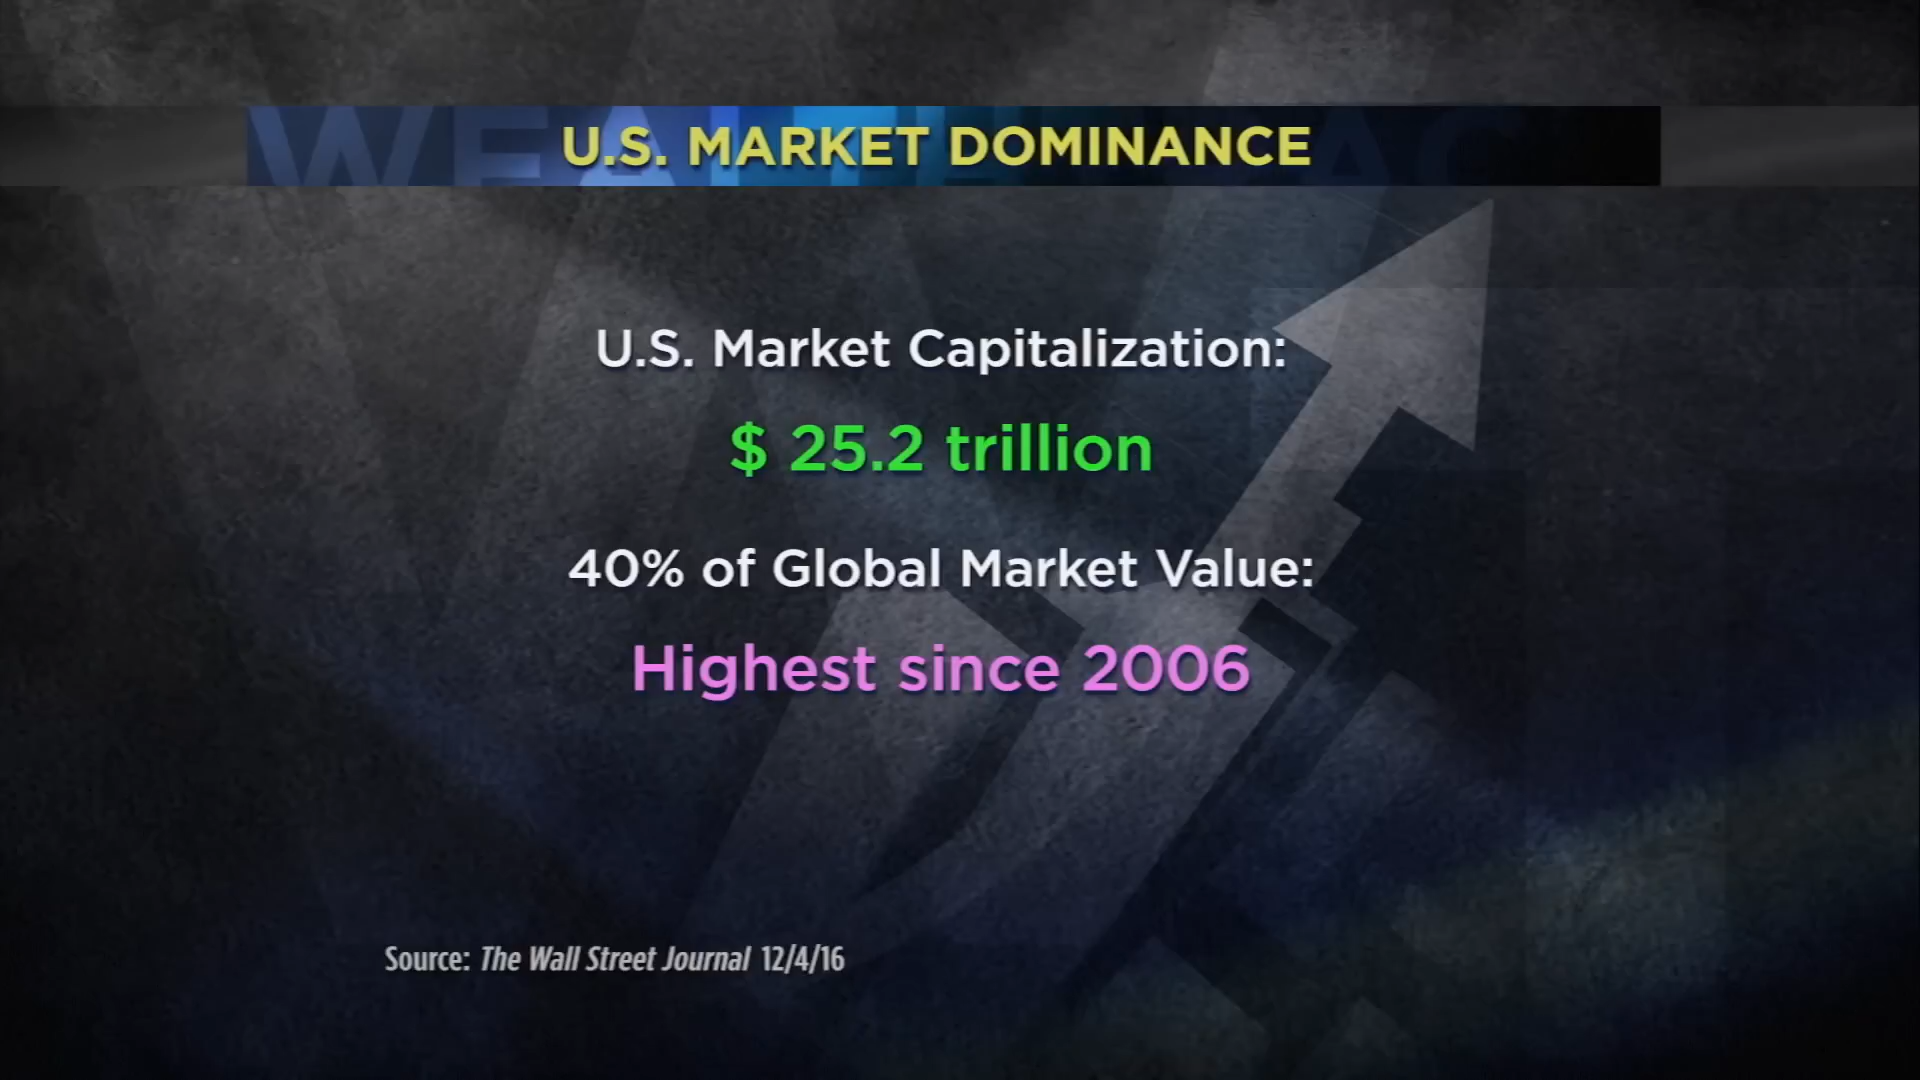 U.S. MARKET DOMINANCE
U.S. Market Capitalization:
$ 25.2 trillion
40% of Global Market Value:
Highest since 2006
Source: The Wall Street Journal 12/4/16